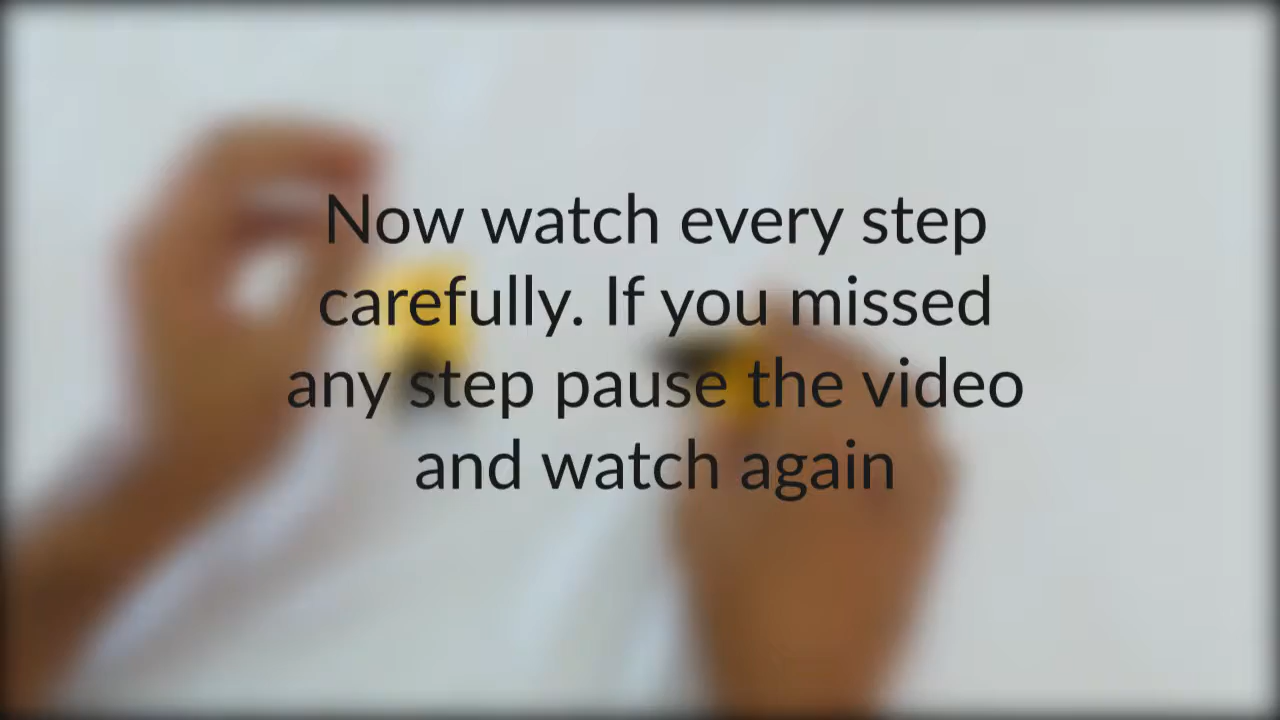 Now watch every step
carefully. If you missed
any step pause the video
and watch again